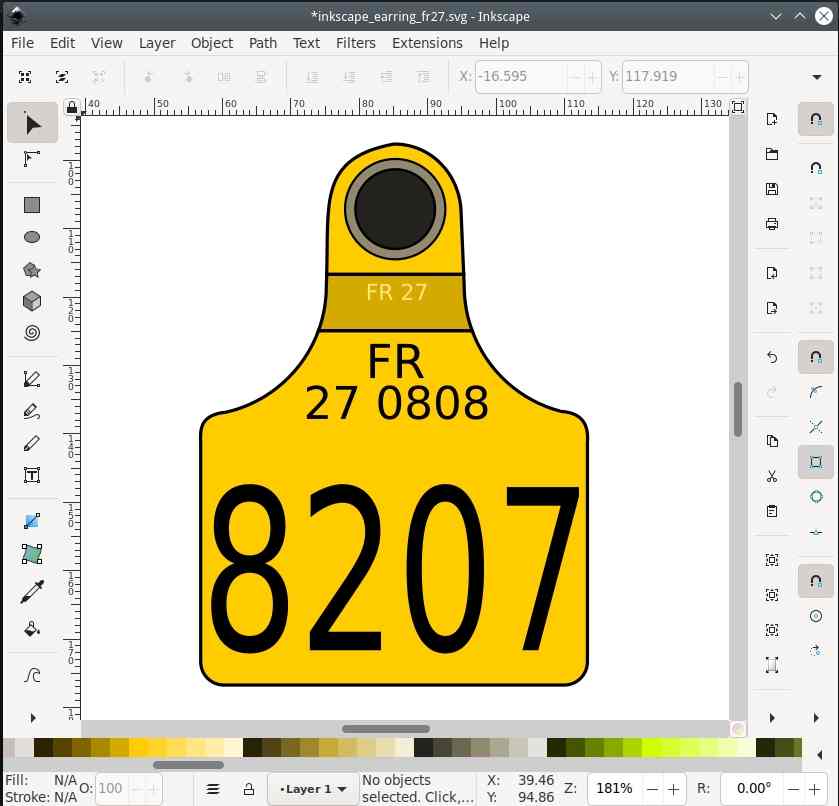 *inkscape_earring_fr27.svg - Inkscape
File Edit View Layer Object Path Text Filters Extensions Help
X: -16.595 Y: 117.919
40 50 60 70 80 90 100 110 120 130
100
110
120
130
140
150
160
170
FR 27
FR
27 0808
8207
Fill: N/A O: 100 •Layer 1 No objects X: 39.46 Z: 181% R: 0.00°
Stroke: N/A selected. Click,... Y: 94.86